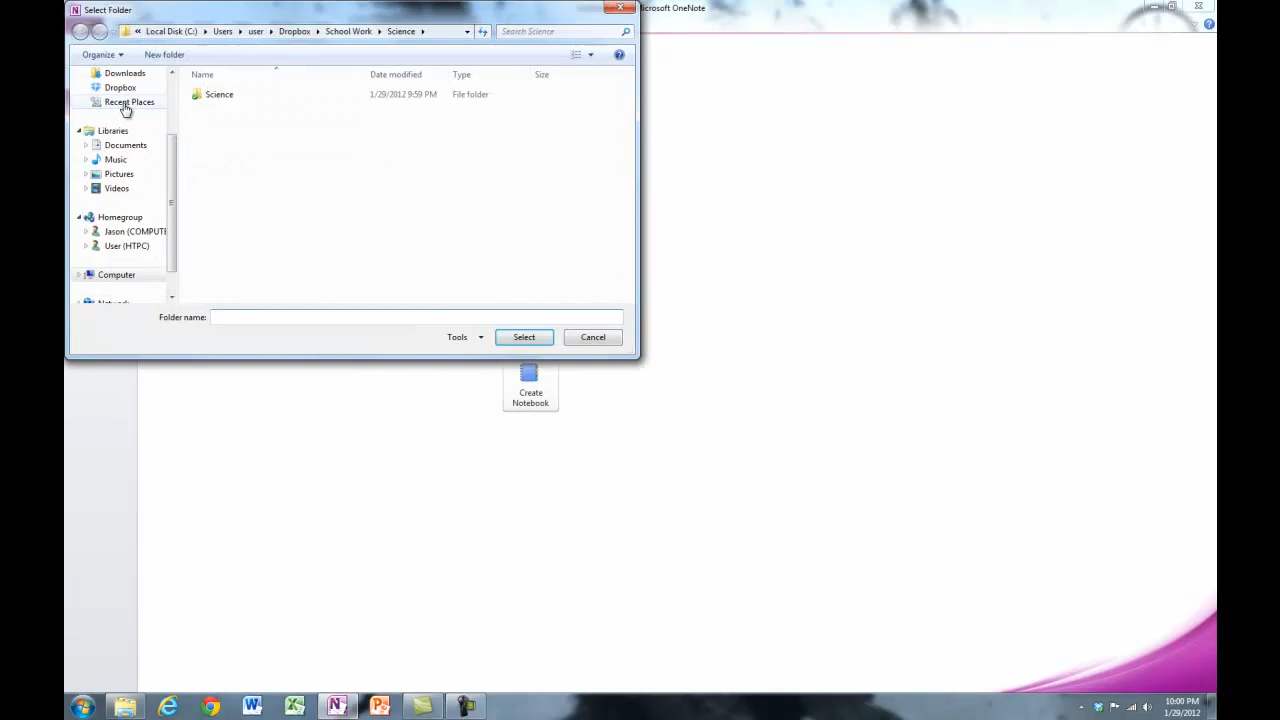 Select Folder
Microsoft OneNote
« Local Disk (C:) Users user Dropbox School Work Science
Search Science
Organize New folder
Downloads
Dropbox
Recent Places
Libraries
Documents
Music
Pictures
Videos
Homegroup
Jason (COMPUTE
User (HTPC)
Computer
Network
Name Date modified Type Size
Science 1/29/2012 9:59 PM File folder
Folder name:
Tools Select Cancel
Create
Notebook
10:00 PM
1/29/2012